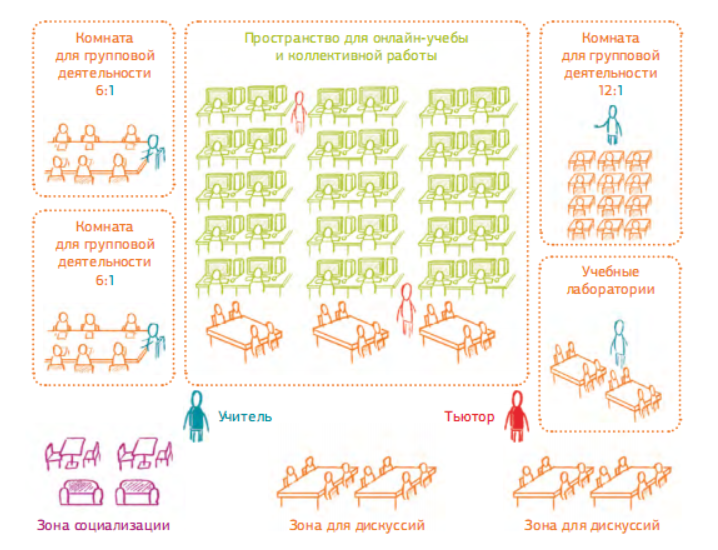 Комната
для групповой
деятельности
6:1
Пространство для онлайн-учебы
и коллективной работы
Комната
для групповой
деятельности
12:1
Комната
для групповой
деятельности
6:1
Учебные
лаборатории
Учитель
Тьютор
Зона социализации
Зона для дискуссий
Зона для дискуссий